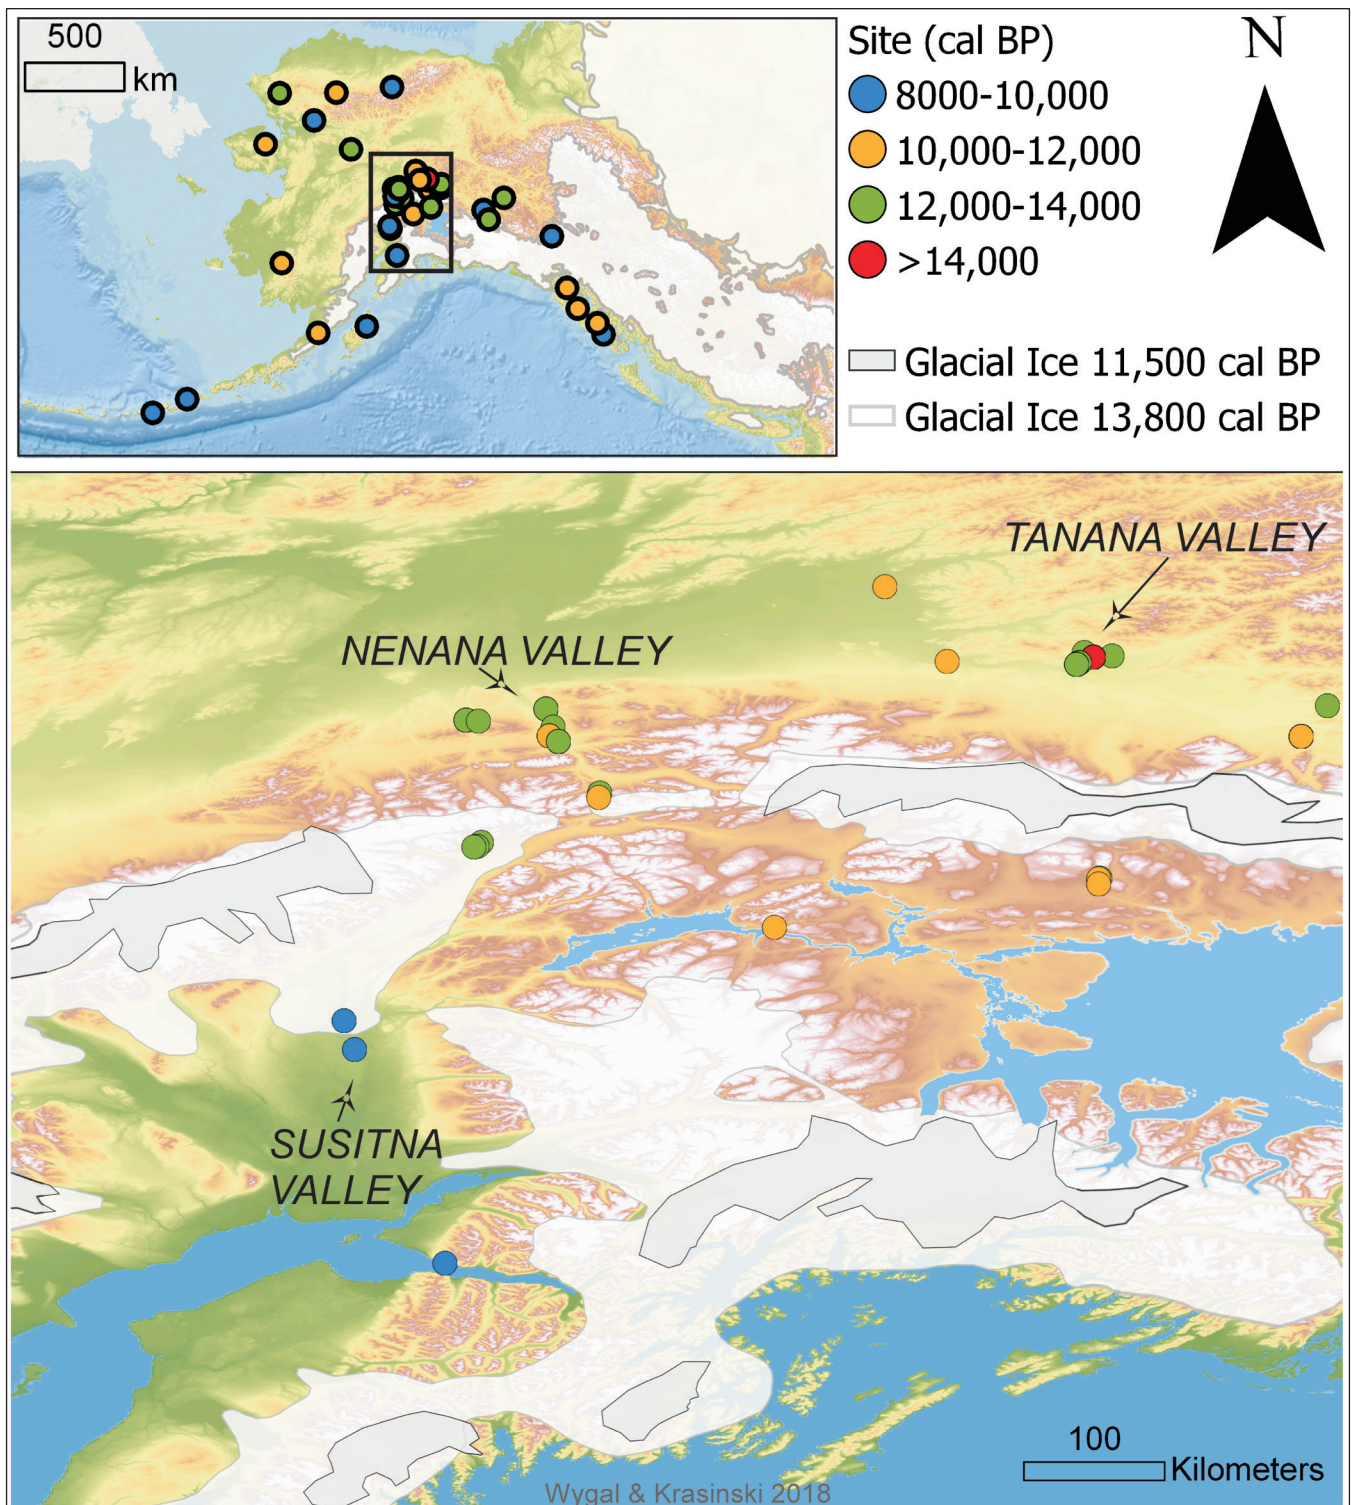 500
km
Site (cal BP)
8000-10,000
10,000-12,000
12,000-14,000
>14,000
Glacial Ice 11,500 cal BP
Glacial Ice 13,800 cal BP
N
TANANA VALLEY
NENANA VALLEY
SUSITNA
VALLEY
100
Kilometers
Wygal & Krasinski 2018